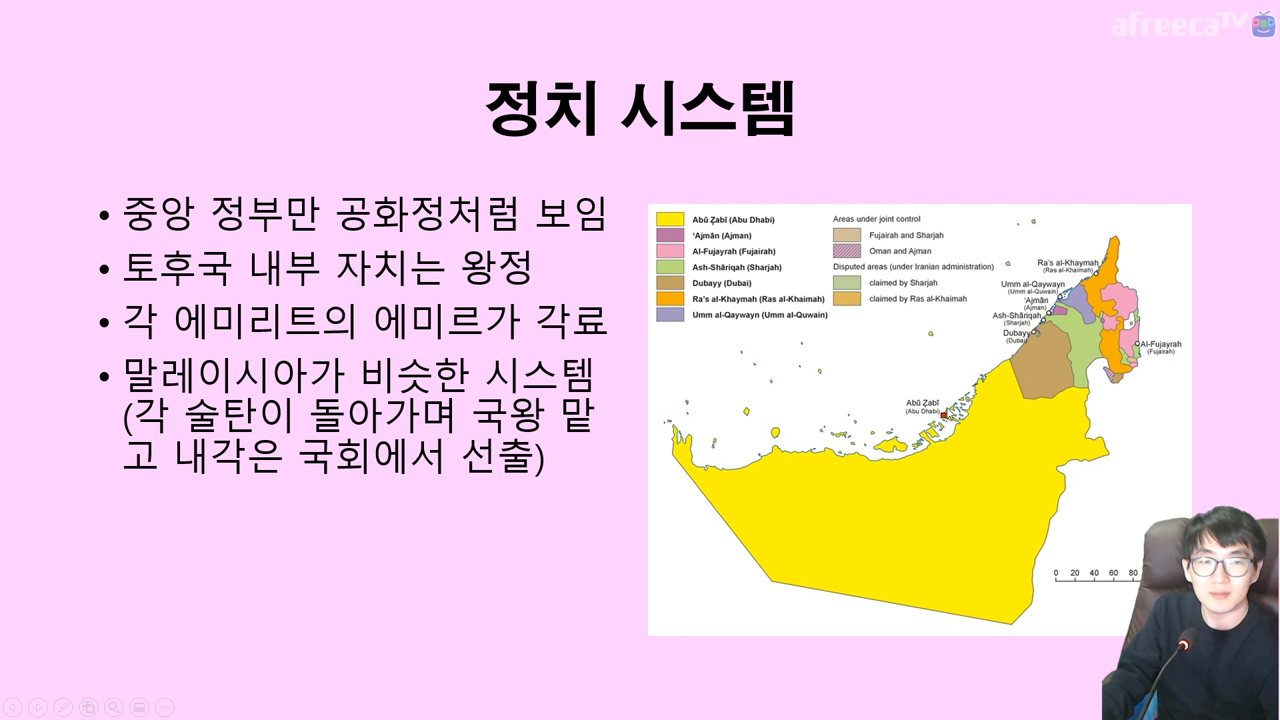 afreecaTV
정치 시스템
• 중앙 정부만 공화정처럼 보임
• 토후국 내부 자치는 왕정
• 각 에미리트의 에미르가 각료
• 말레이시아가 비슷한 시스템
(각 술탄이 돌아가며 국왕 맡
고 내각은 국회에서 선출)
Abū Z̧abī (Abu Dhabi)
‘Ajmān (Ajman)
Al-Fujayrah (Fujairah)
Ash-Shāriqah (Sharjah)
Dubayy (Dubai)
Ra's al-Khaymah (Ras al-Khaimah)
Umm al-Qaywayn (Umm al-Quwain)
Areas under joint control
Fujairah and Sharjah
Oman and Ajman
Disputed areas (under Iranian administration)
claimed by Sharjah
claimed by Ras al-Khaimah
Ra's al-Khaymah
(Ras al-Khaimah)
Umm al-Qaywayn
(Umm al-Quwain)
‘Ajmān
(Ajman)
Ash-Shāriqah
(Sharjah)
Dubayy
(Dubai)
Al-Fujayrah
(Fujairah)
Abū Z̧abī
(Abu Dhabi)
0 20 40 60 80